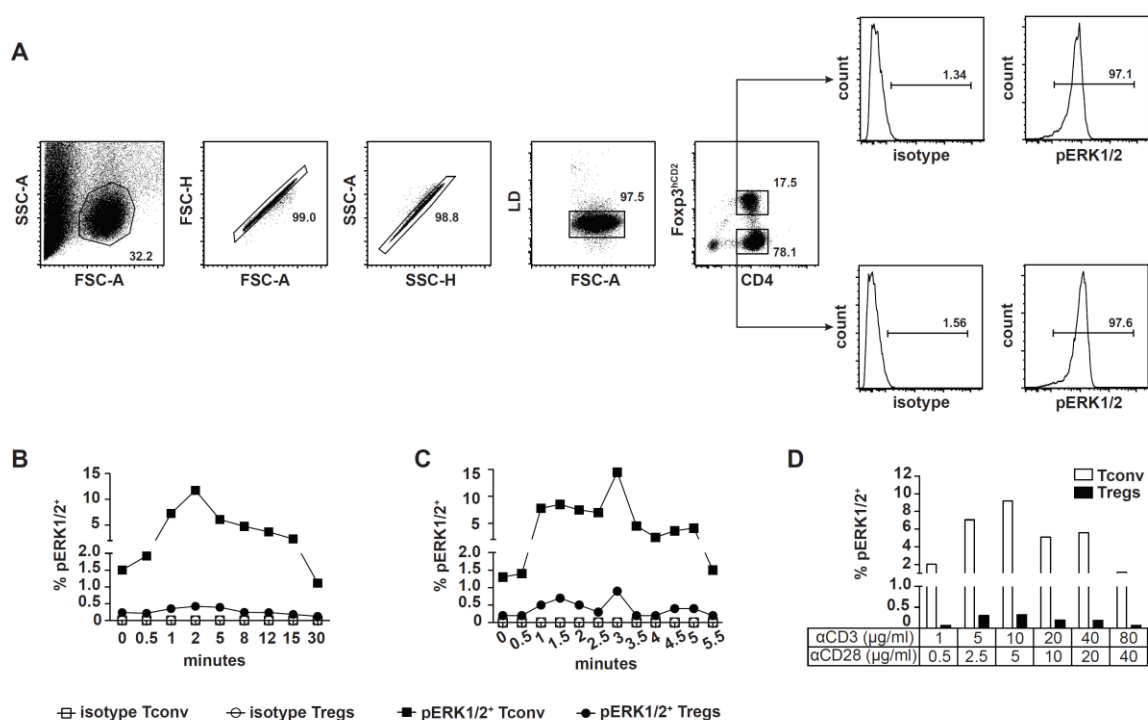 A
SSC-A
32.2
FSC-A
FSC-H
99.0
FSC-A
SSC-A
98.8
SSC-H
LD
97.5
FSC-A
Foxp3hCD2
17.5
78.1
CD4
count
1.34
isotype
count
97.1
pERK1/2
count
1.56
isotype
count
97.6
pERK1/2
B
% pERK1/2+
15
10
5
2.0
1.5
1.0
0.5
0.0
0 0.5 1 2 5 8 12 15 30
minutes
C
% pERK1/2+
15
10
5
2.0
1.5
1.0
0.5
0.0
0 0.5 1 1.5 2 2.5 3 3.5 4 4.5 5 5.5
minutes
D
% pERK1/2+
12
10
8
6
4
2
1.0
0.5
0
Tconv
Tregs
αCD3 (µg/ml) 1 5 10 20 40 80
αCD28 (µg/ml) 0.5 2.5 5 10 20 40
isotype Tconv isotype Tregs pERK1/2+ Tconv pERK1/2+ Tregs